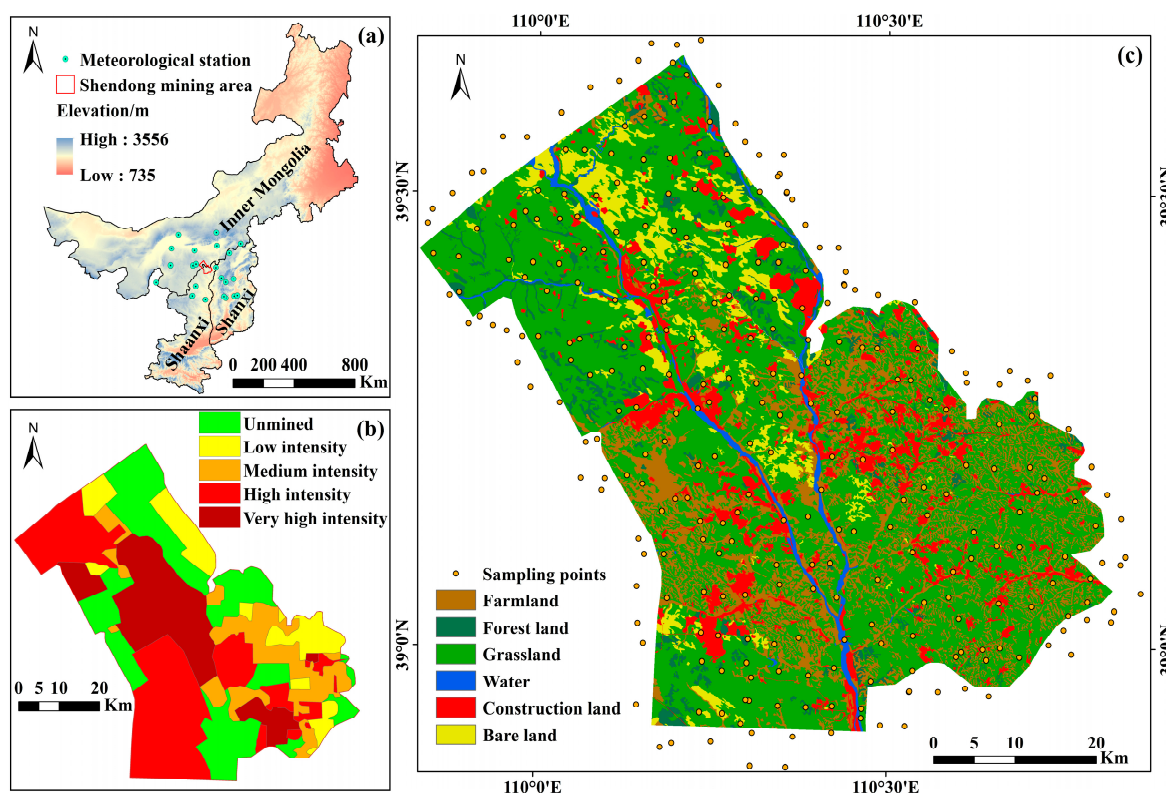 N
(a)
Meteorological station
Shendong mining area
Elevation/m
High : 3556
Low : 735
Inner Mongolia
Shaanxi
Shanxi
0 200 400 800
Km
N
(b)
Unmined
Low intensity
Medium intensity
High intensity
Very high intensity
0 5 10 20
Km
110°0'E 110°30'E
N
(c)
39°30'N
39°0'N
Sampling points
Farmland
Forest land
Grassland
Water
Construction land
Bare land
0 5 10 20
Km
110°0'E 110°30'E